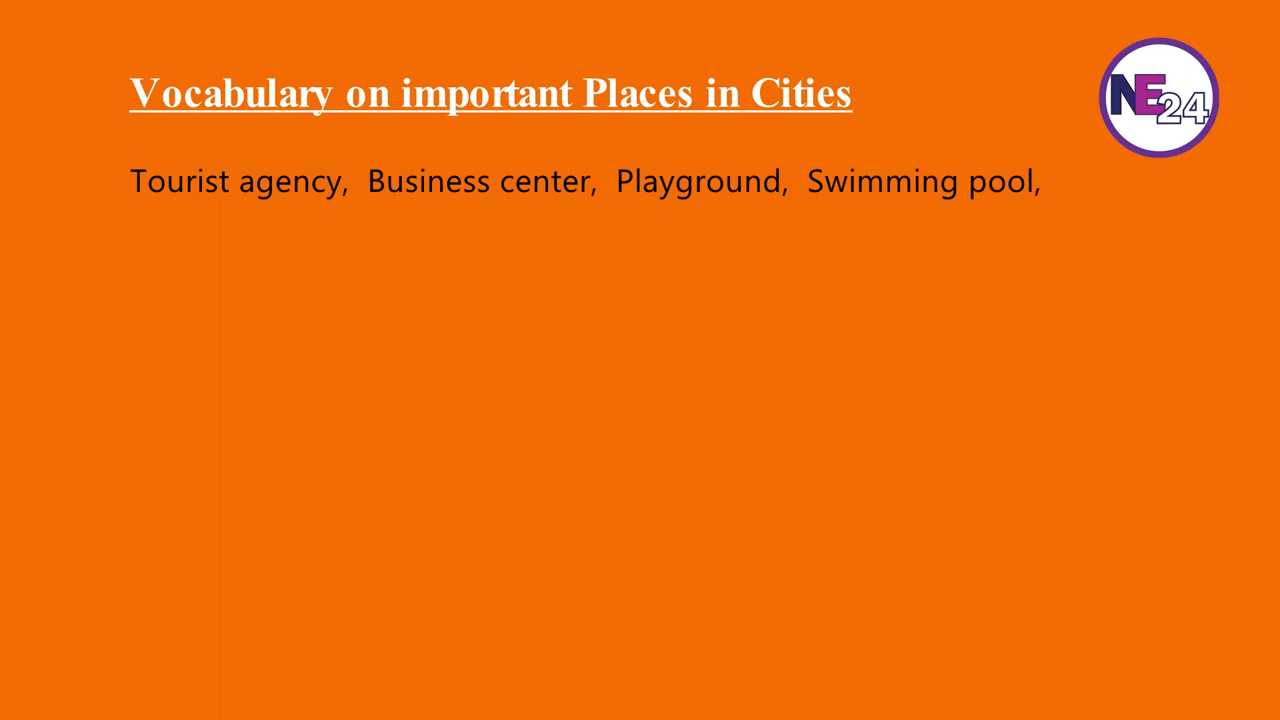 Vocabulary on important Places in Cities
NE24
Tourist agency, Business center, Playground, Swimming pool,